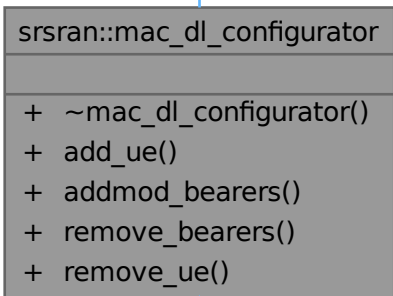 srsran::mac_dl_configurator
+ ~mac_dl_configurator()
+ add_ue()
+ addmod_bearers()
+ remove_bearers()
+ remove_ue()